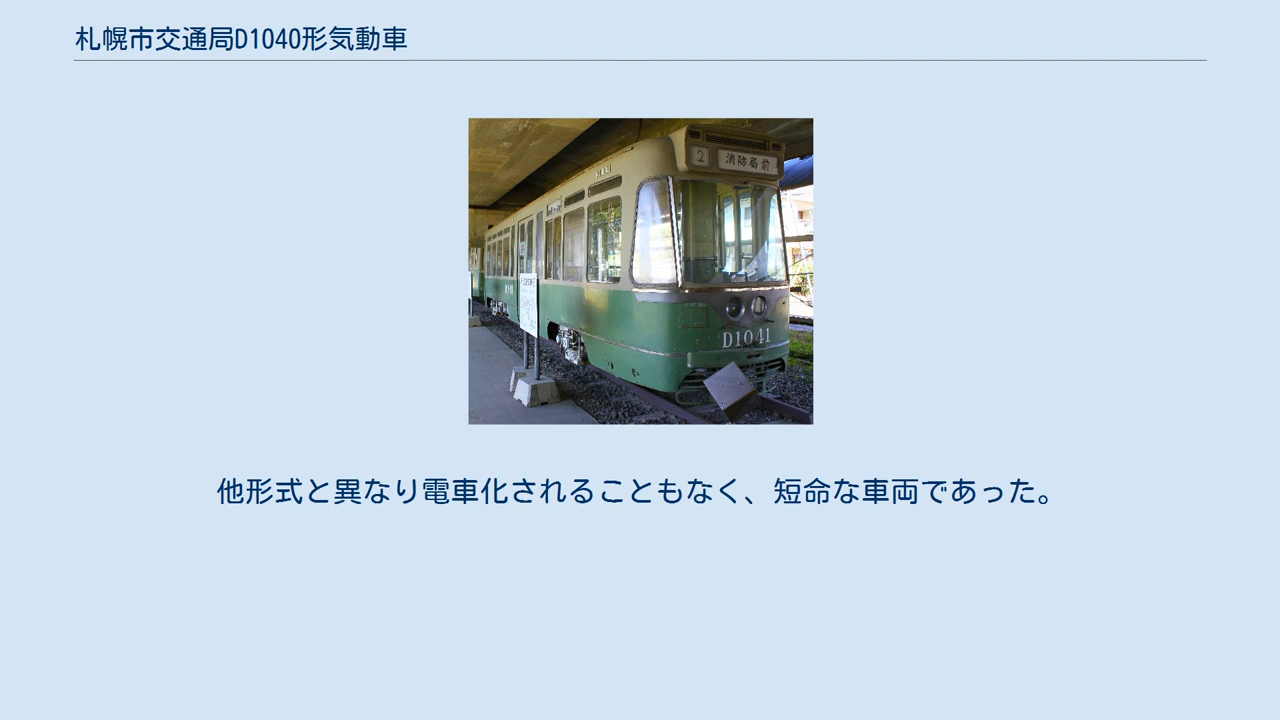 札幌市交通局D1040形気動車
2 消防局前
D1041
他形式と異なり電車化されることもなく、短命な車両であった。